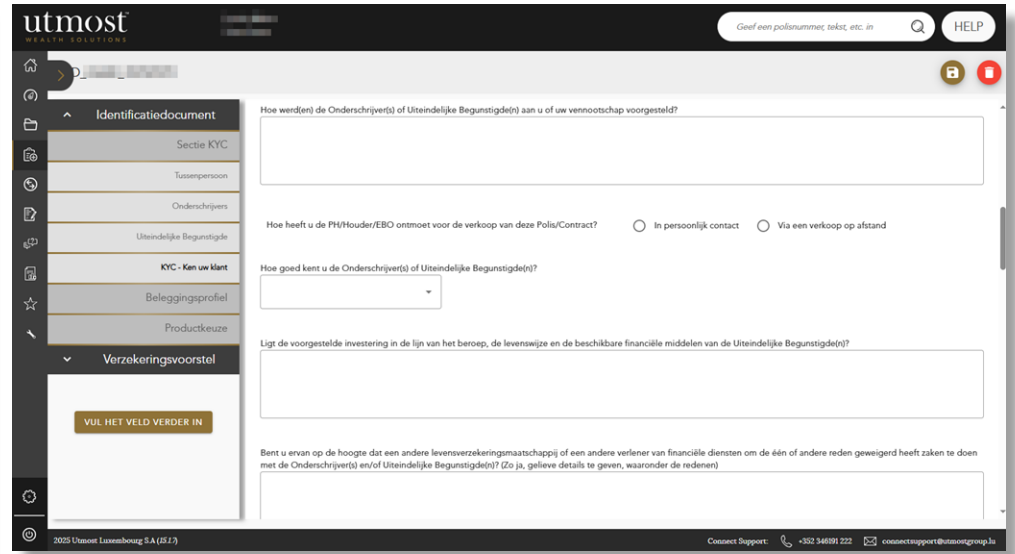 utmost
WEALTH SOLUTIONS
Geef een polisnummer, tekst, etc. in
HELP
Identificatiedocument
Sectie KYC
Tussenpersoon
Onderschrijvers
Uiteindelijke Begunstigde
KYC - Ken uw klant
Beleggingsprofiel
Productkeuze
Verzekeringsvoorstel
VUL HET VELD VERDER IN
Hoe werd(en) de Onderschrijver(s) of Uiteindelijke Begunstigde(n) aan u of uw vennootschap voorgesteld?
Hoe heeft u de PH/Houder/EBO ontmoet voor de verkoop van deze Polis/Contract?
In persoonlijk contact
Via een verkoop op afstand
Hoe goed kent u de Onderschrijver(s) of Uiteindelijke Begunstigde(n)?
Ligt de voorgestelde investering in de lijn van het beroep, de levenswijze en de beschikbare financiële middelen van de Uiteindelijke Begunstigde(n)?
Bent u ervan op de hoogte dat een andere levensverzekeringsmaatschappij of een andere verlener van financiële diensten om de één of andere reden geweigerd heeft zaken te doen
met de Onderschrijver(s) en/of Uiteindelijke Begunstigde(n)? (Zo ja, gelieve details te geven, waaronder de redenen)
2025 Utmost Luxembourg S.A (15.1.7)
Connect Support:
+352 346191 222
connectsupport@utmostgroup.lu